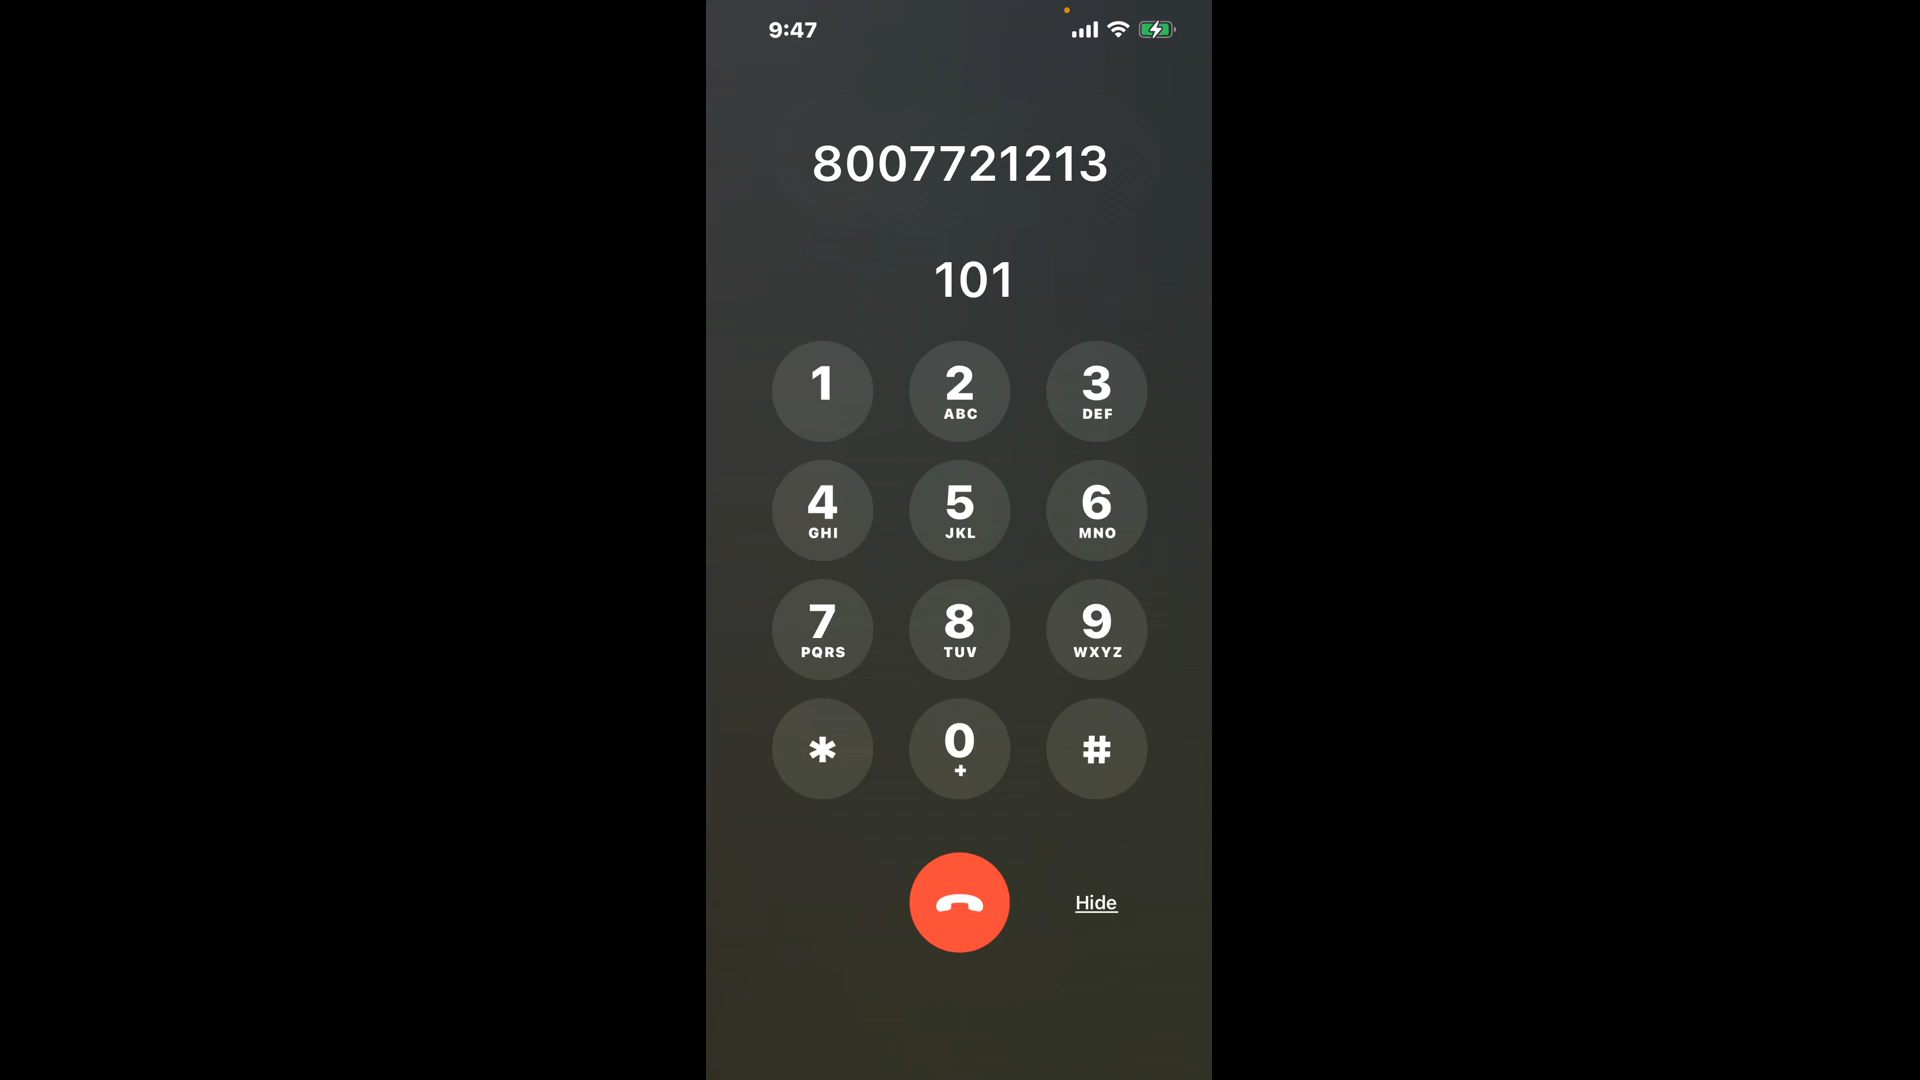 9:47
8007721213
101
1 2 3
ABC DEF
4 5 6
GHI JKL MNO
7 8 9
PQRS TUV WXYZ
* 0 #
+
Hide